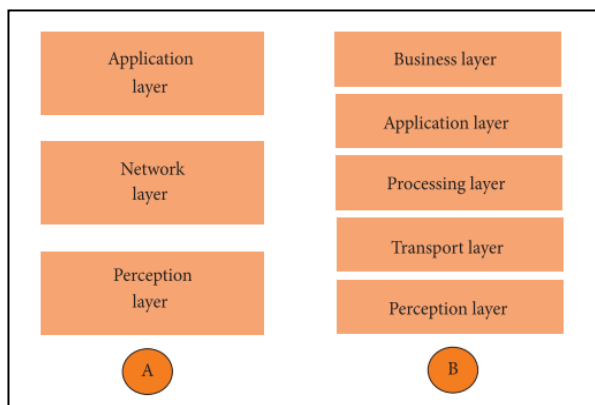 Application
layer
Network
layer
Perception
layer
A
Business layer
Application layer
Processing layer
Transport layer
Perception layer
B